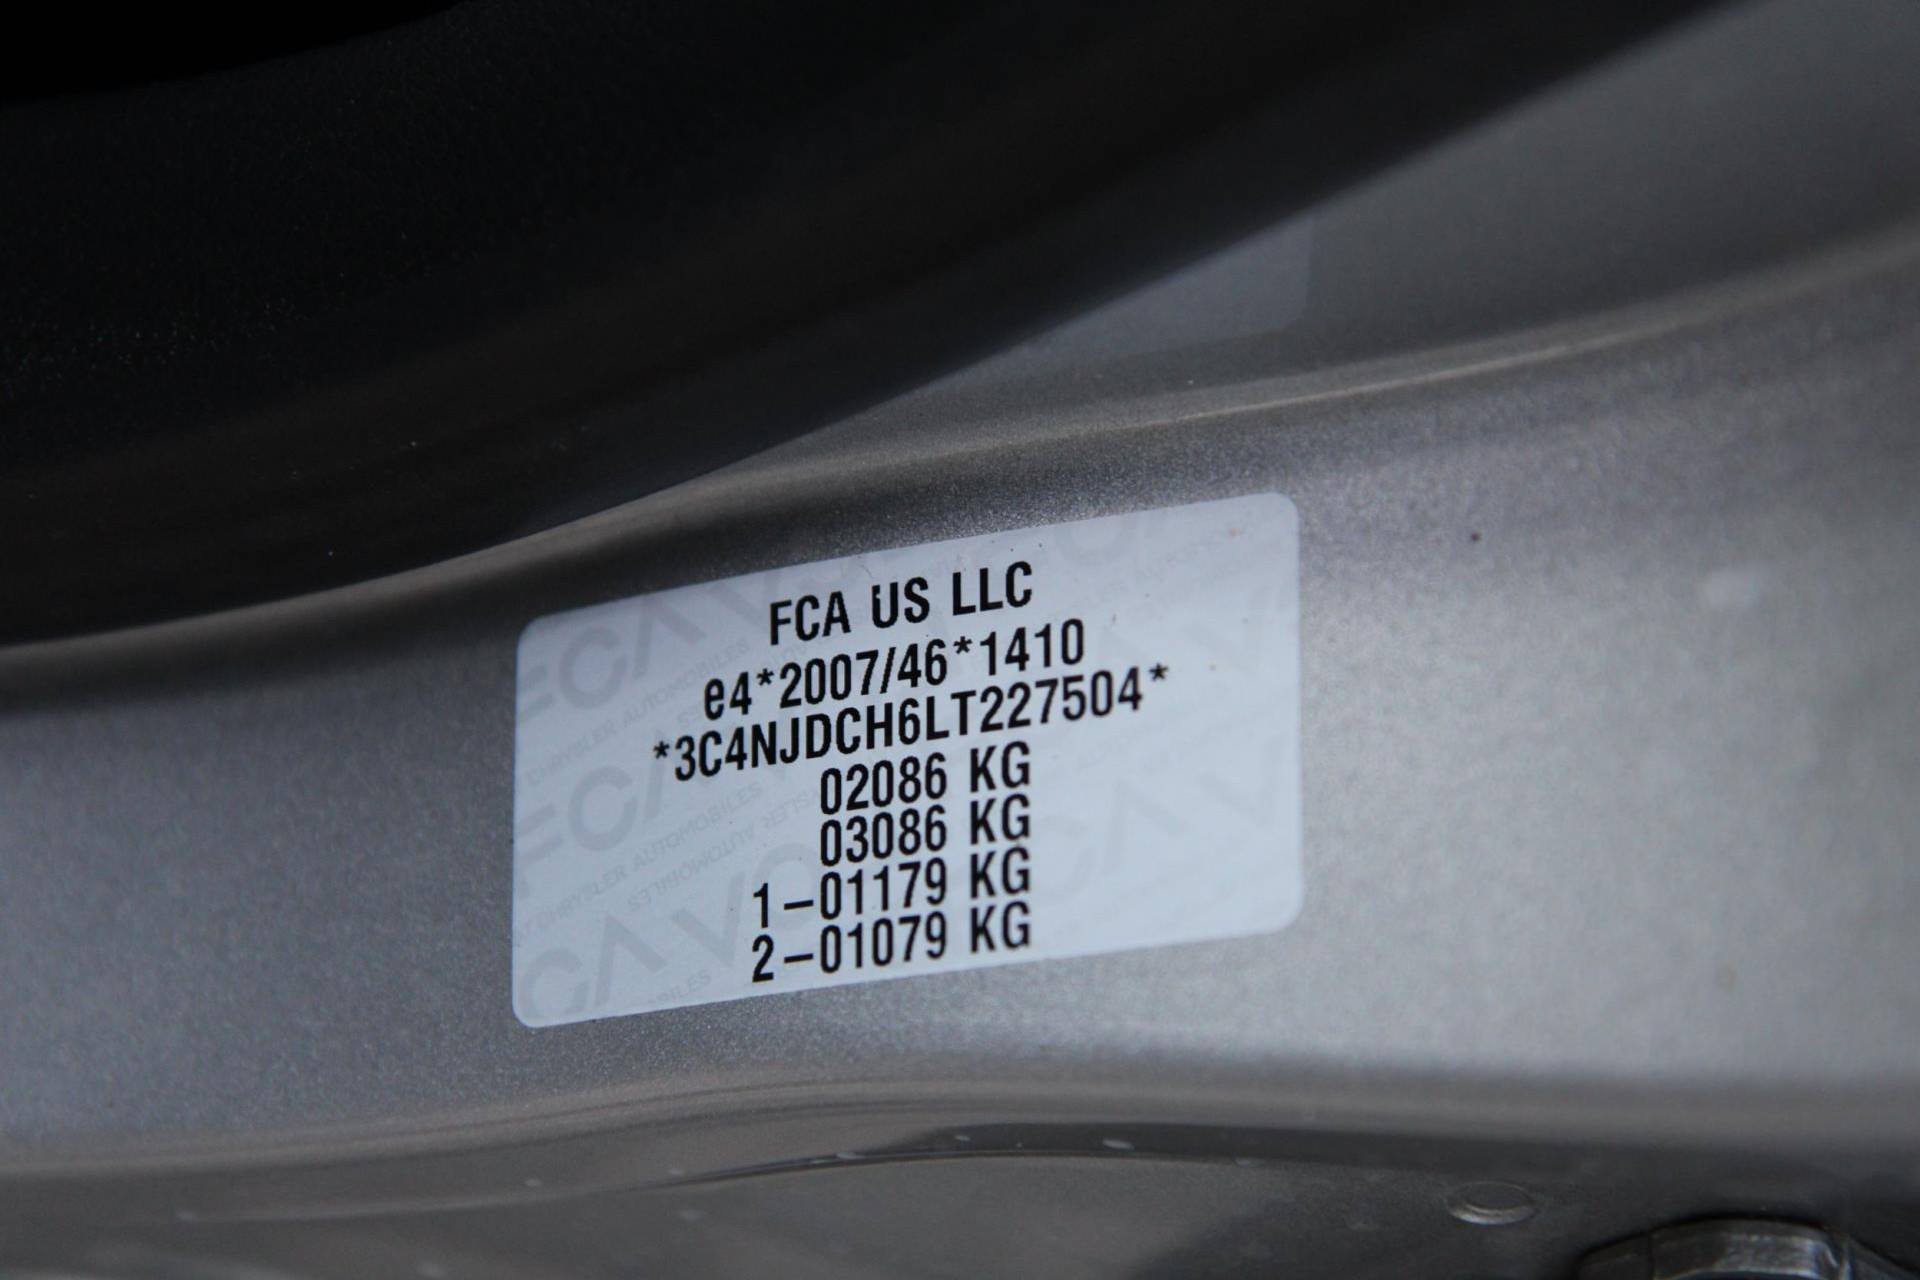 FCA US LLC
e4*2007/46*1410
*3C4NJDCH6LT227504*
02086 KG
03086 KG
1-01179 KG
2-01079 KG